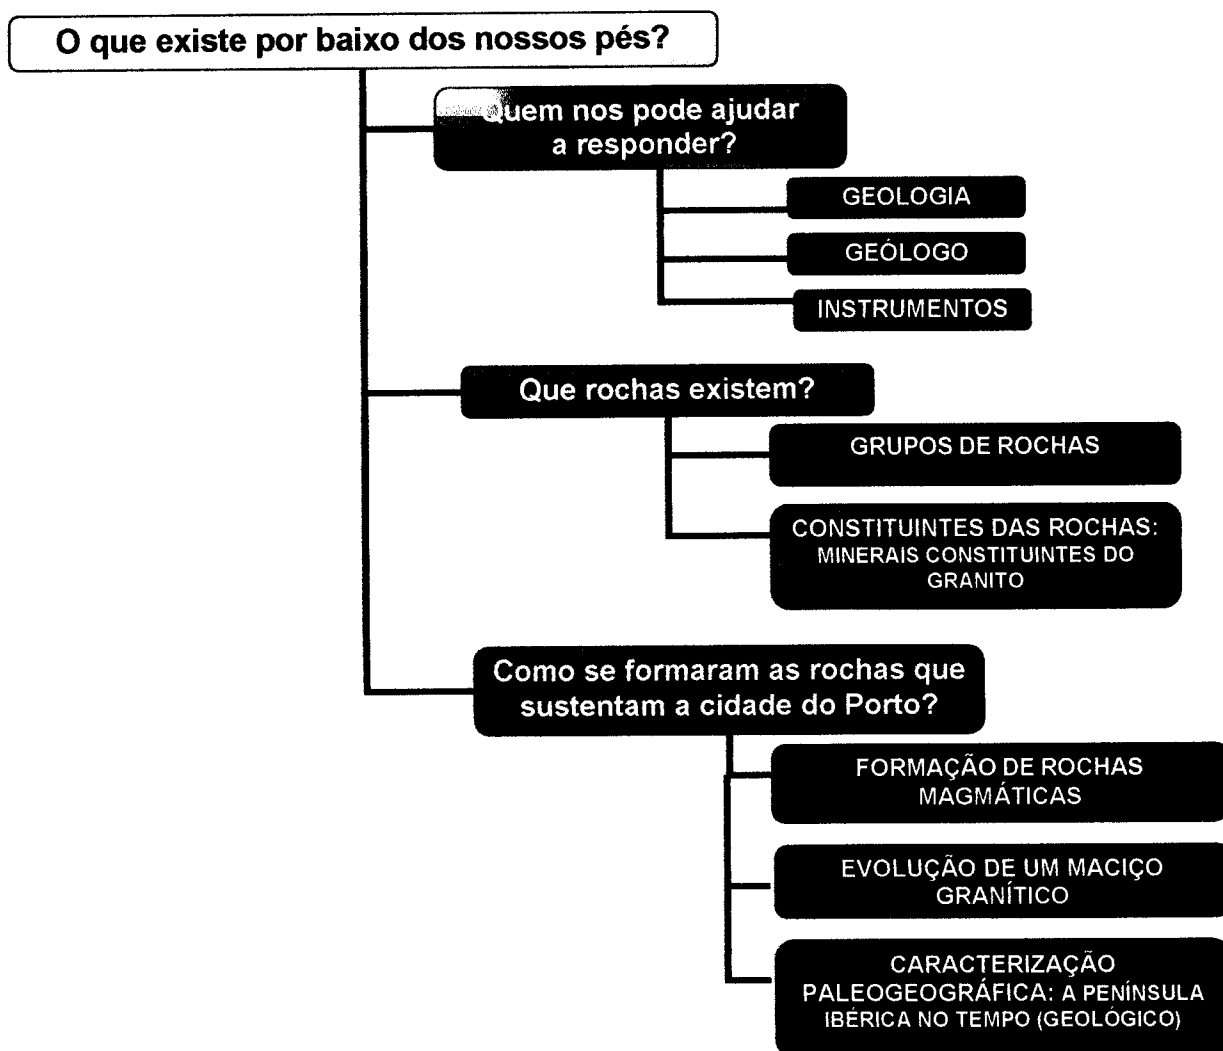 O que existe por baixo dos nossos pés?
Quem nos pode ajudar
a responder?
GEOLOGIA
GEÓLOGO
INSTRUMENTOS
Que rochas existem?
GRUPOS DE ROCHAS
CONSTITUINTES DAS ROCHAS:
MINERAIS CONSTITUINTES DO
GRANITO
Como se formaram as rochas que
sustentam a cidade do Porto?
FORMAÇÃO DE ROCHAS
MAGMÁTICAS
EVOLUÇÃO DE UM MACIÇO
GRANÍTICO
CARACTERIZAÇÃO
PALEOGEOGRÁFICA: A PENÍNSULA
IBÉRICA NO TEMPO (GEOLÓGICO)